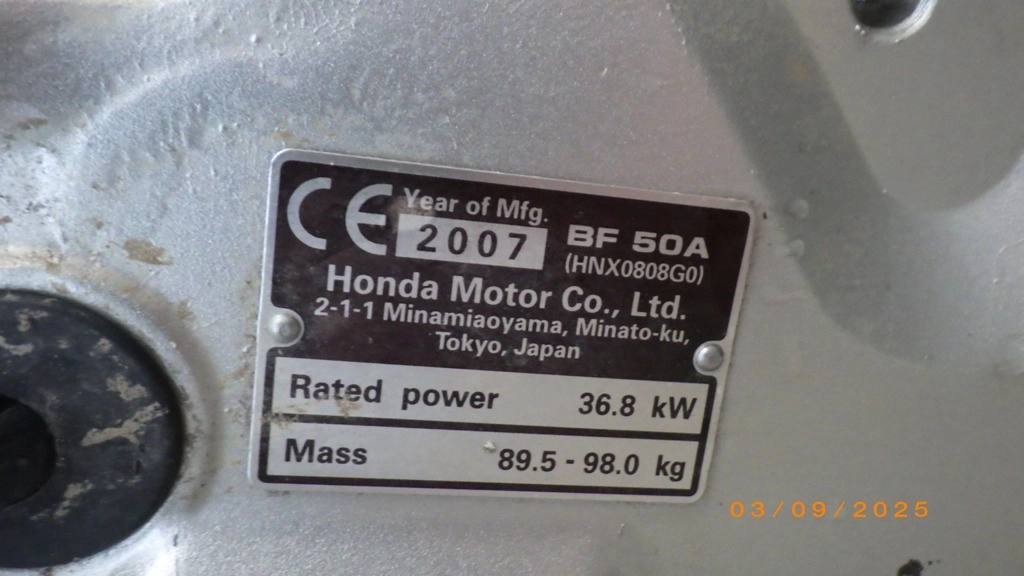 CE Year of Mfg.
2007 BF 50A
(HNX0808G0)
Honda Motor Co., Ltd.
2-1-1 Minamiaoyama, Minato-ku,
Tokyo, Japan
Rated power 36.8 kW
Mass 89.5 - 98.0 kg
03/09/2025